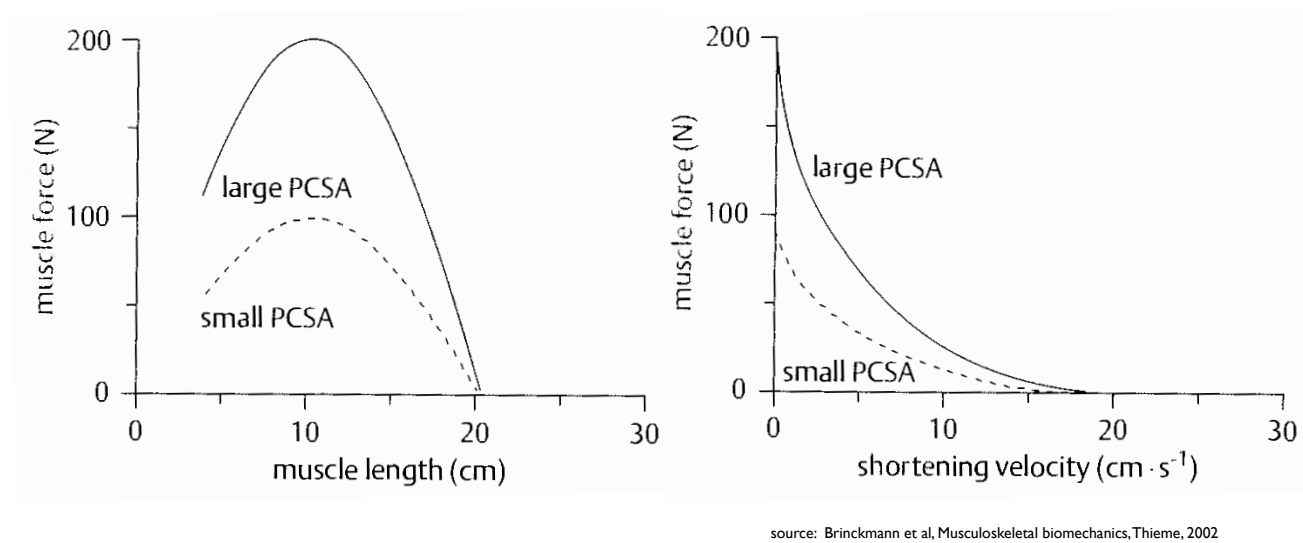 200
100
0
muscle force (N)
large PCSA
small PCSA
0 10 20 30
muscle length (cm)
200
100
0
muscle force (N)
large PCSA
small PCSA
0 10 20 30
shortening velocity (cm · s⁻¹)
source: Brinckmann et al, Musculoskeletal biomechanics, Thieme, 2002